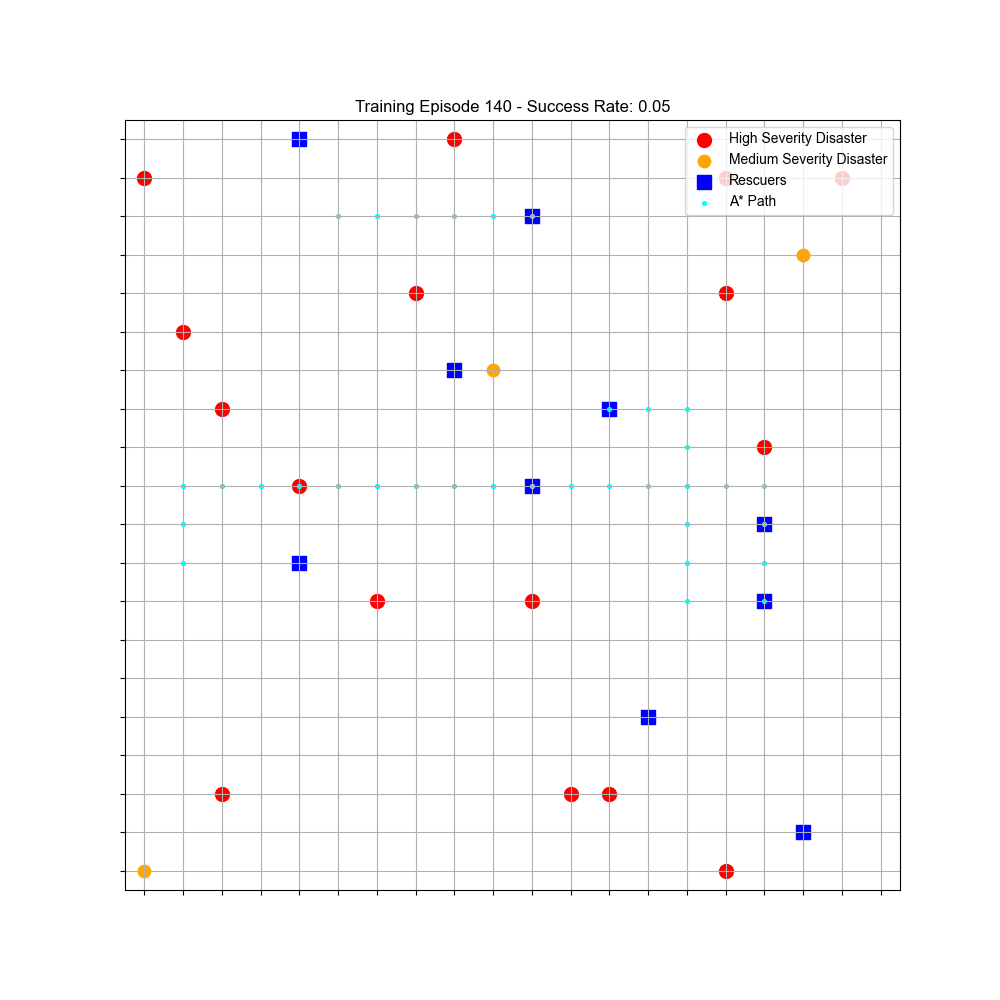 Training Episode 140 - Success Rate: 0.05
High Severity Disaster
Medium Severity Disaster
Rescuers
A* Path